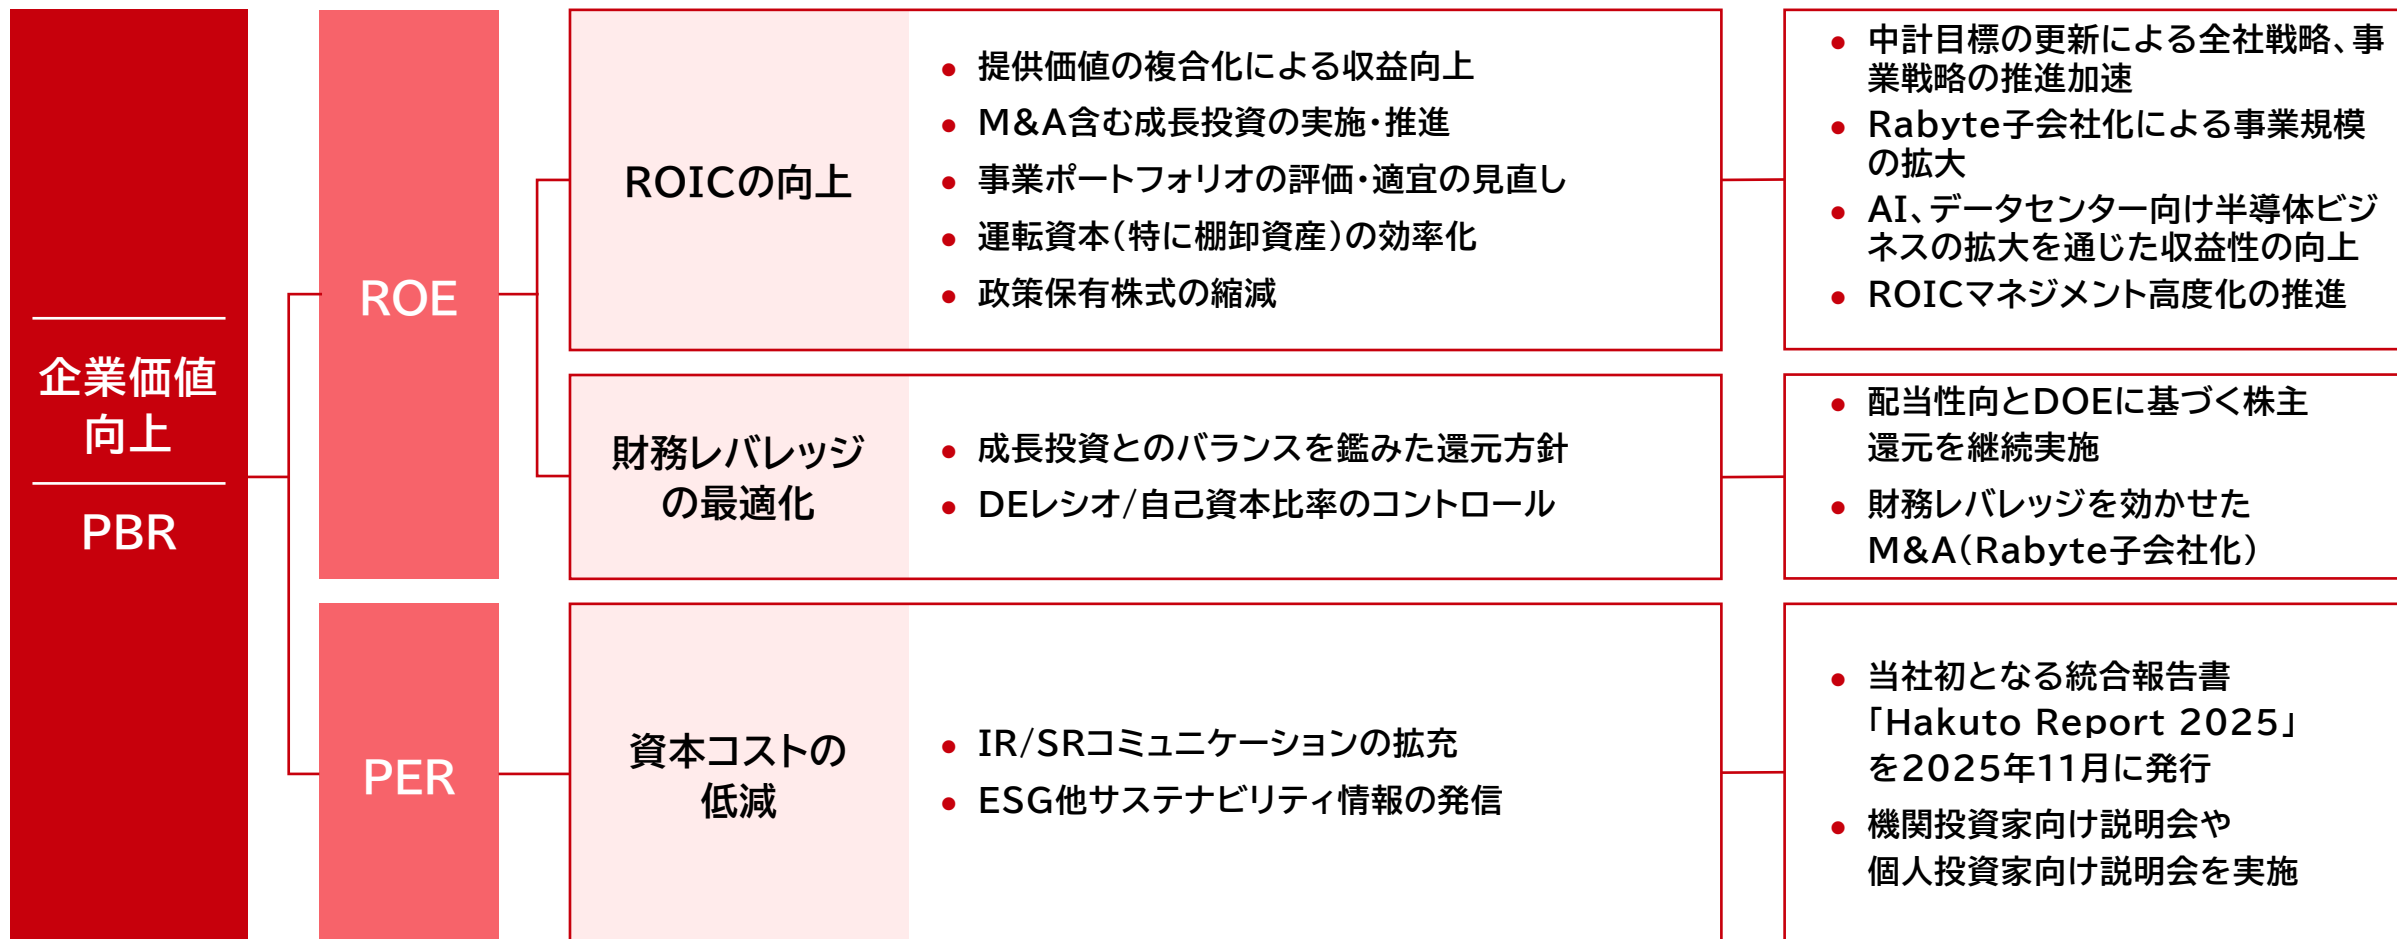 企業価値
向上
PBR
ROE
ROICの向上
● 提供価値の複合化による収益向上
● M&A含む成長投資の実施・推進
● 事業ポートフォリオの評価・適宜の見直し
● 運転資本(特に棚卸資産)の効率化
● 政策保有株式の縮減
● 中計目標の更新による全社戦略、事
業戦略の推進加速
● Rabyte子会社化による事業規模
の拡大
● AI、データセンター向け半導体ビジ
ネスの拡大を通じた収益性の向上
● ROICマネジメント高度化の推進
財務レバレッジ
の最適化
● 成長投資とのバランスを鑑みた還元方針
● DEレシオ/自己資本比率のコントロール
● 配当性向とDOEに基づく株主
還元を継続実施
● 財務レバレッジを効かせた
M&A(Rabyte子会社化)
PER
資本コストの
低減
● IR/SRコミュニケーションの拡充
● ESG他サステナビリティ情報の発信
● 当社初となる統合報告書
「Hakuto Report 2025」
を2025年11月に発行
● 機関投資家向け説明会や
個人投資家向け説明会を実施